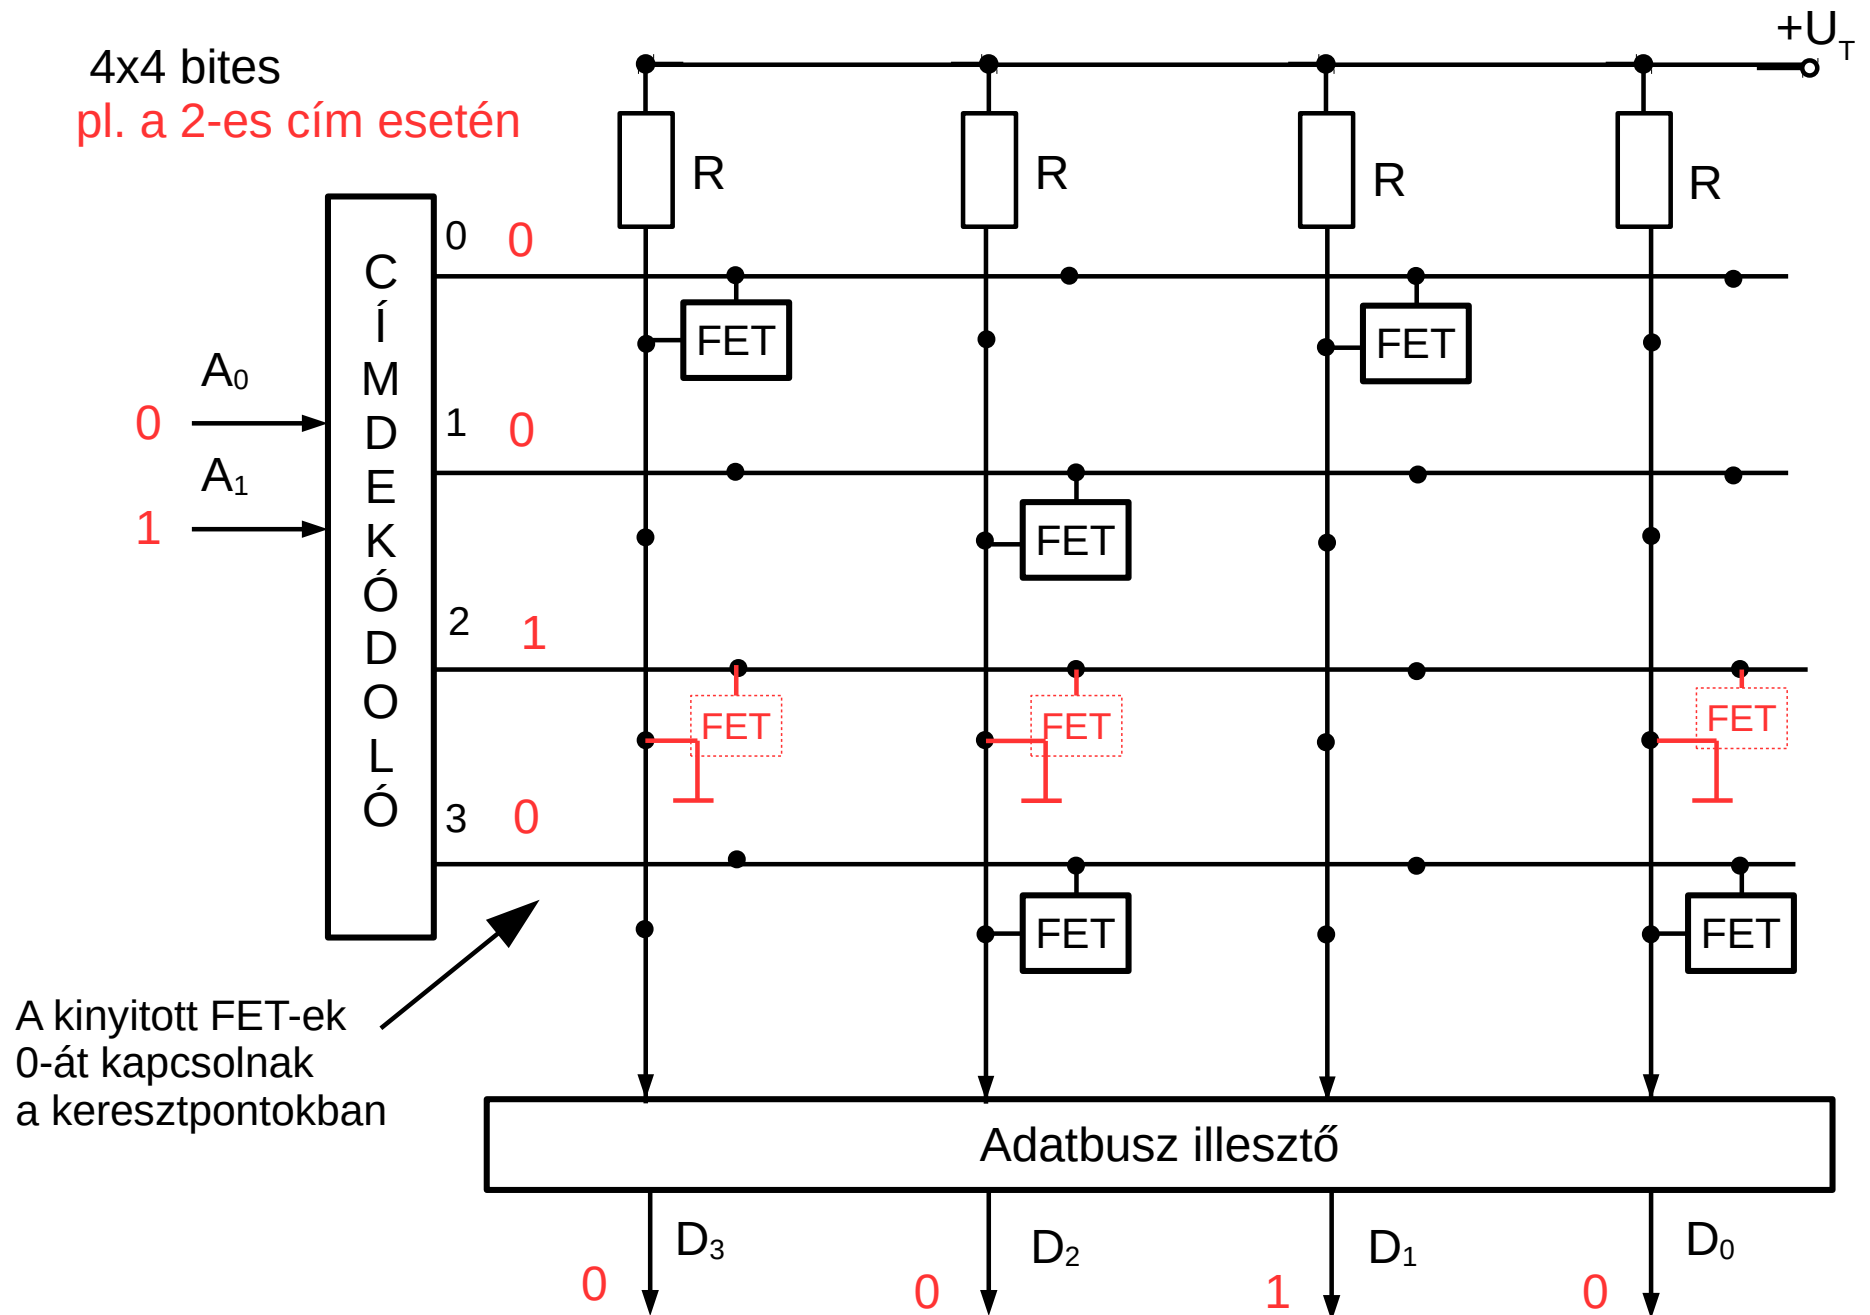 4x4 bites
pl. a 2-es cím esetén
+U_T
R
R
R
R
CÍMDEKÓDOLÓ
0 0
FET
FET
A₀
0
1 0
A₁
1
FET
2 1
FET
FET
FET
3 0
FET
FET
A kinyitott FET-ek
0-át kapcsolnak
a keresztpontokban
Adatbusz illesztő
D₃
D₂
D₁
D₀
0
0
1
0